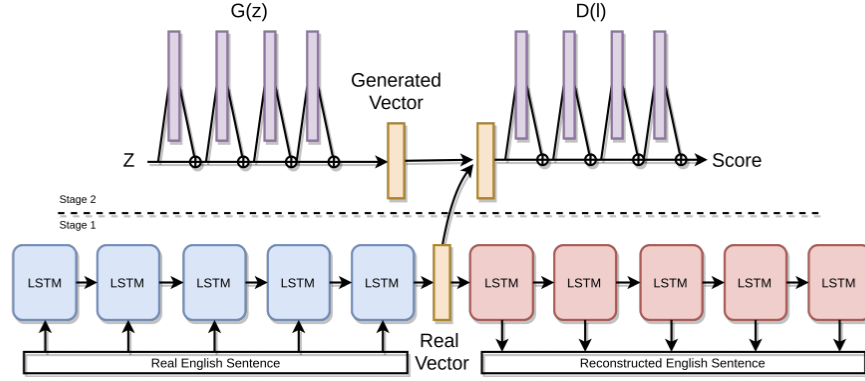 G(z)
D(l)
Generated
Vector
Z
Score
Stage 2
Stage 1
LSTM
LSTM
LSTM
LSTM
LSTM
LSTM
LSTM
LSTM
LSTM
LSTM
Real
Vector
Real English Sentence
Reconstructed English Sentence